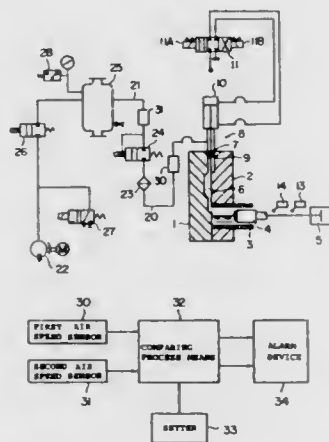 11A
11B
28
25
21
11
10
31
8
7
24
9
26
30
2
6
14
13
23
1
27
20
4
3
5
22
M
30
32
FIRST AIR
SPEED SENSOR
COMPARING
PROCESS MEANS
ALARM
DEVICE
SECOND AIR
SPEED SENSOR
31
34
SETTER
33